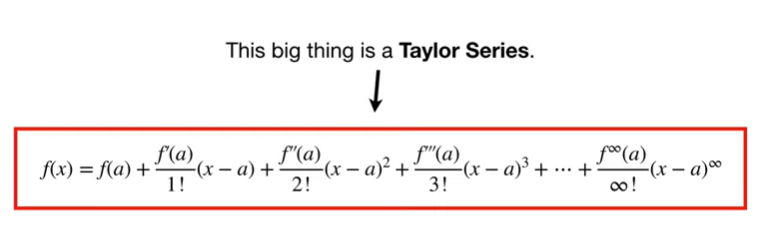 This big thing is a Taylor Series.
f(x) = f(a) + f'(a)/1! (x − a) + f''(a)/2! (x − a)² + f'''(a)/3! (x − a)³ + ⋯ + f^∞(a)/∞! (x − a)^∞